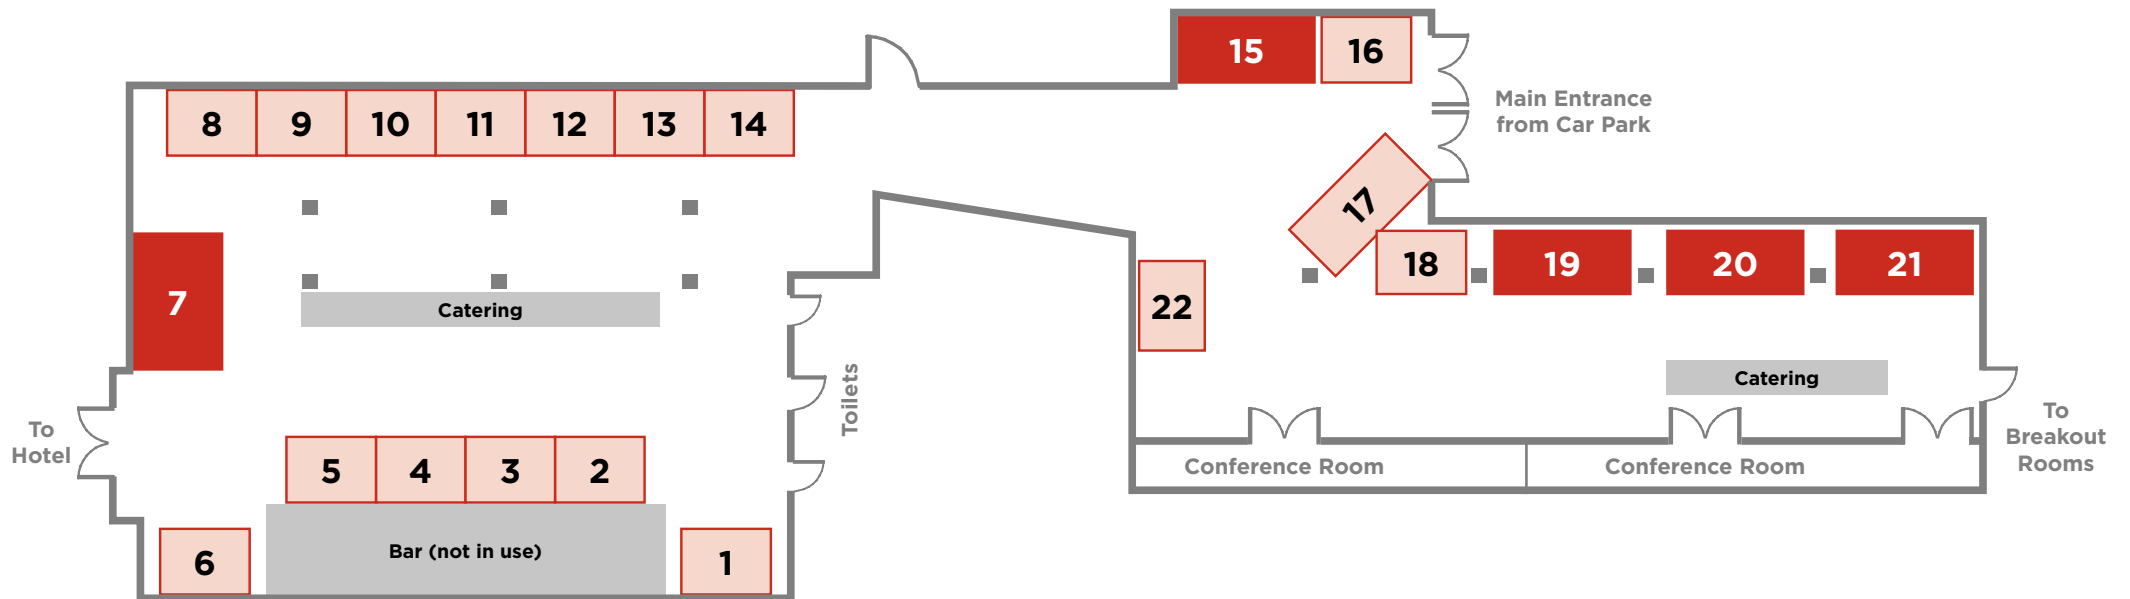 15
16
Main Entrance
from Car Park
8
9
10
11
12
13
14
17
18
19
20
21
7
22
Catering
Catering
Toilets
To
Hotel
To
Breakout
Rooms
5
4
3
2
Conference Room
Conference Room
6
Bar (not in use)
1